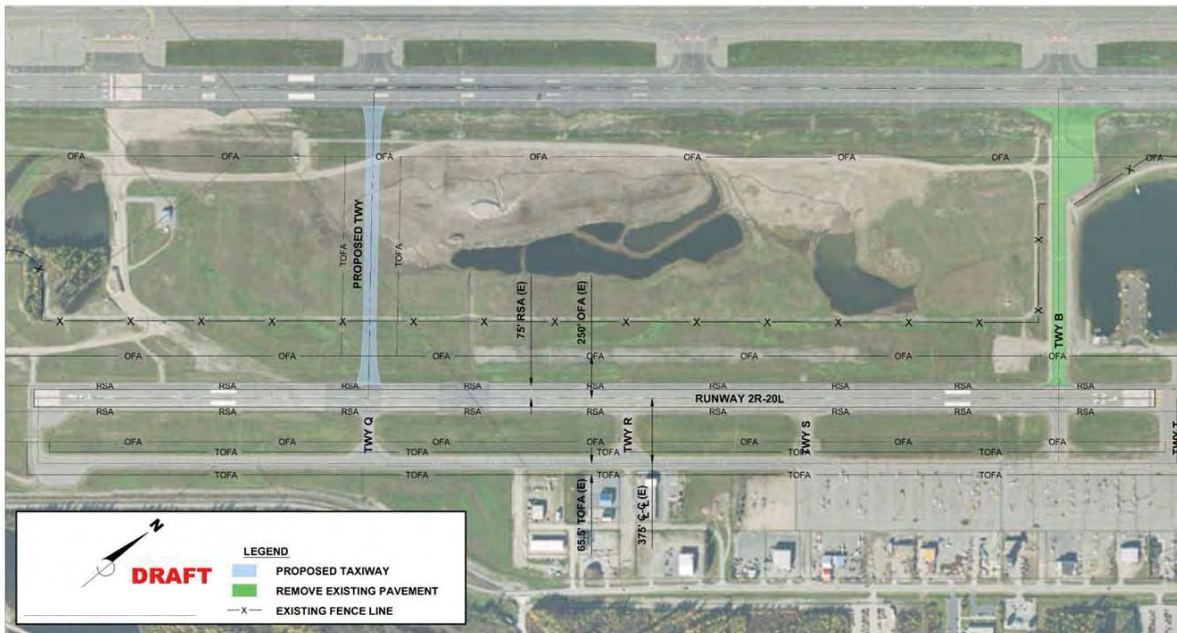 OFA OFA OFA OFA OFA OFA OFA OFA
PROPOSED TWY
TOFA
TOFA
X
X
X
X
75' RSA (E)
250' OFA (E)
TWY B
X X X X X X X X X X X X X X
OFA OFA OFA OFA OFA OFA OFA
RSA RSA RSA RSA RSA RSA RSA
RUNWAY 2R-20L
RSA RSA RSA RSA RSA RSA RSA
TWY Q
TWY R
TWY S
TWY T
OFA OFA OFA OFA OFA OFA OFA
TOFA TOFA TOFA TOFA TOFA
TOFA TOFA TOFA TOFA TOFA
65.5' TOFA (E)
375' ℄-℄ (E)
N
DRAFT
LEGEND
PROPOSED TAXIWAY
REMOVE EXISTING PAVEMENT
X EXISTING FENCE LINE